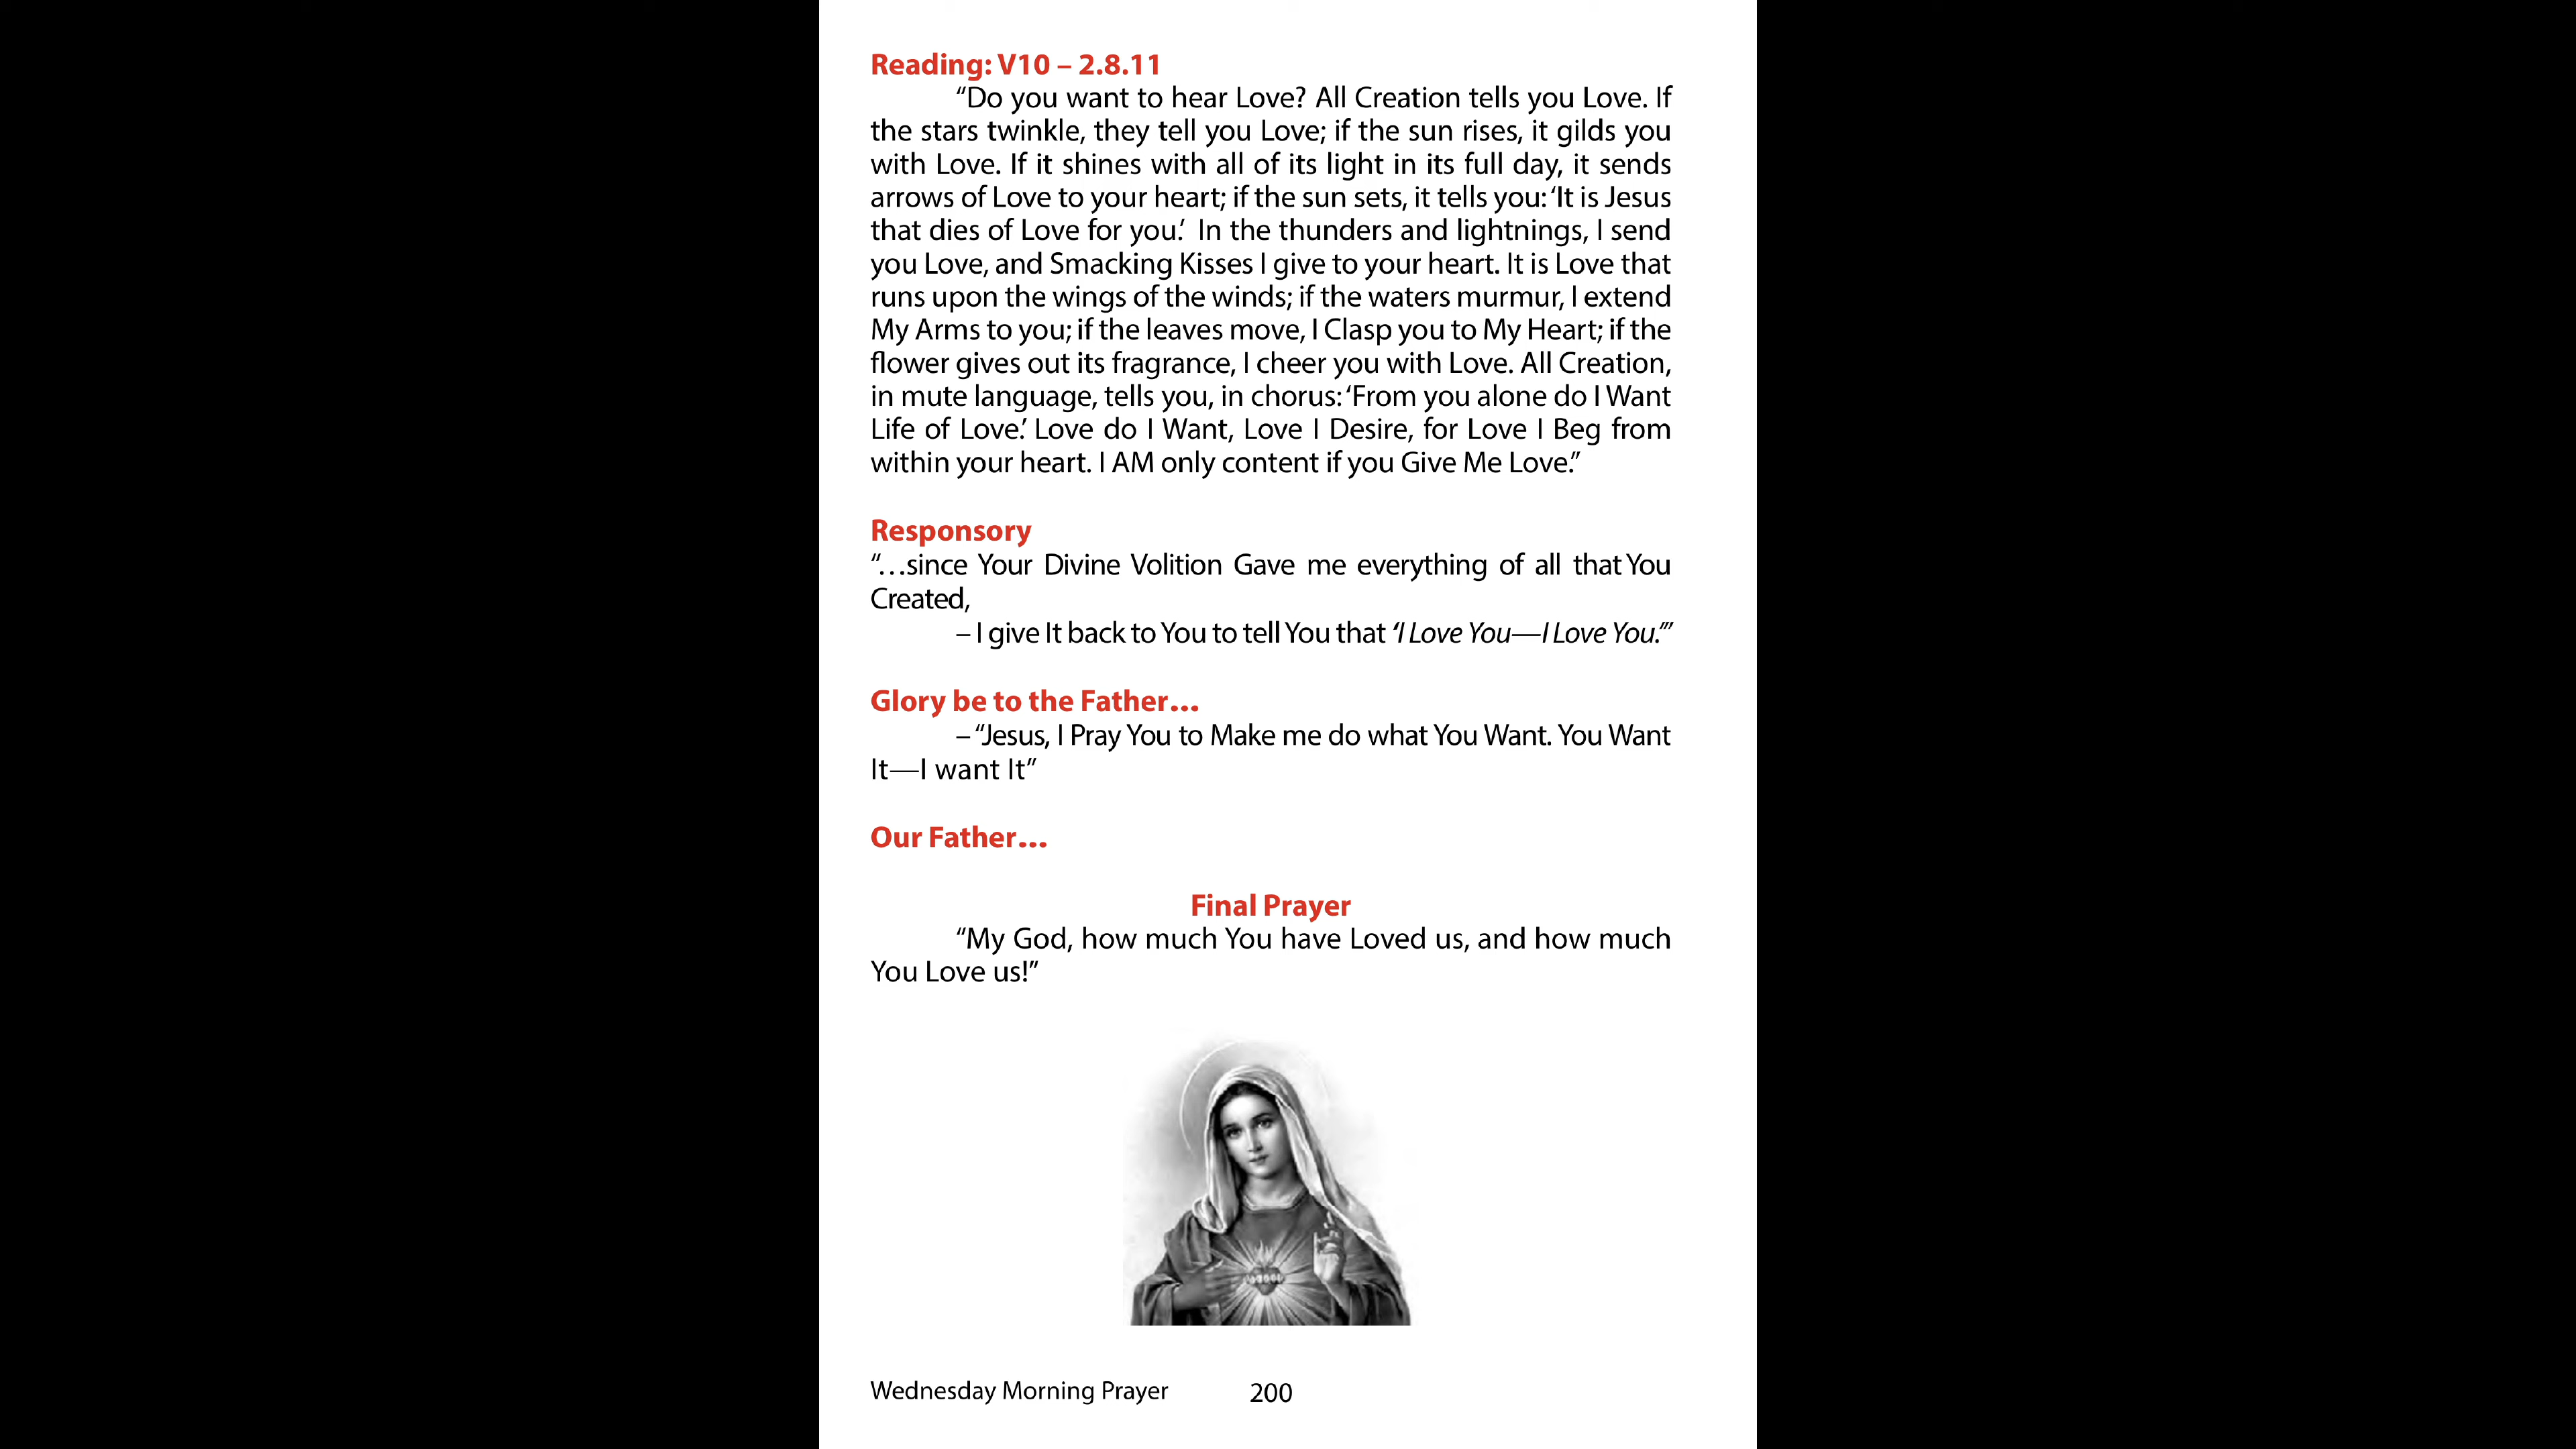 Reading: V10 – 2.8.11
“Do you want to hear Love? All Creation tells you Love. If
the stars twinkle, they tell you Love; if the sun rises, it gilds you
with Love. If it shines with all of its light in its full day, it sends
arrows of Love to your heart; if the sun sets, it tells you: ‘It is Jesus
that dies of Love for you.’ In the thunders and lightnings, I send
you Love, and Smacking Kisses I give to your heart. It is Love that
runs upon the wings of the winds; if the waters murmur, I extend
My Arms to you; if the leaves move, I Clasp you to My Heart; if the
flower gives out its fragrance, I cheer you with Love. All Creation,
in mute language, tells you, in chorus: ‘From you alone do I Want
Life of Love.’ Love do I Want, Love I Desire, for Love I Beg from
within your heart. I AM only content if you Give Me Love.”
Responsory
“…since Your Divine Volition Gave me everything of all that You
Created,
– I give It back to You to tell You that ‘I Love You—I Love You.’”
Glory be to the Father…
– “Jesus, I Pray You to Make me do what You Want. You Want
It—I want It”
Our Father…
Final Prayer
“My God, how much You have Loved us, and how much
You Love us!”
Wednesday Morning Prayer 200